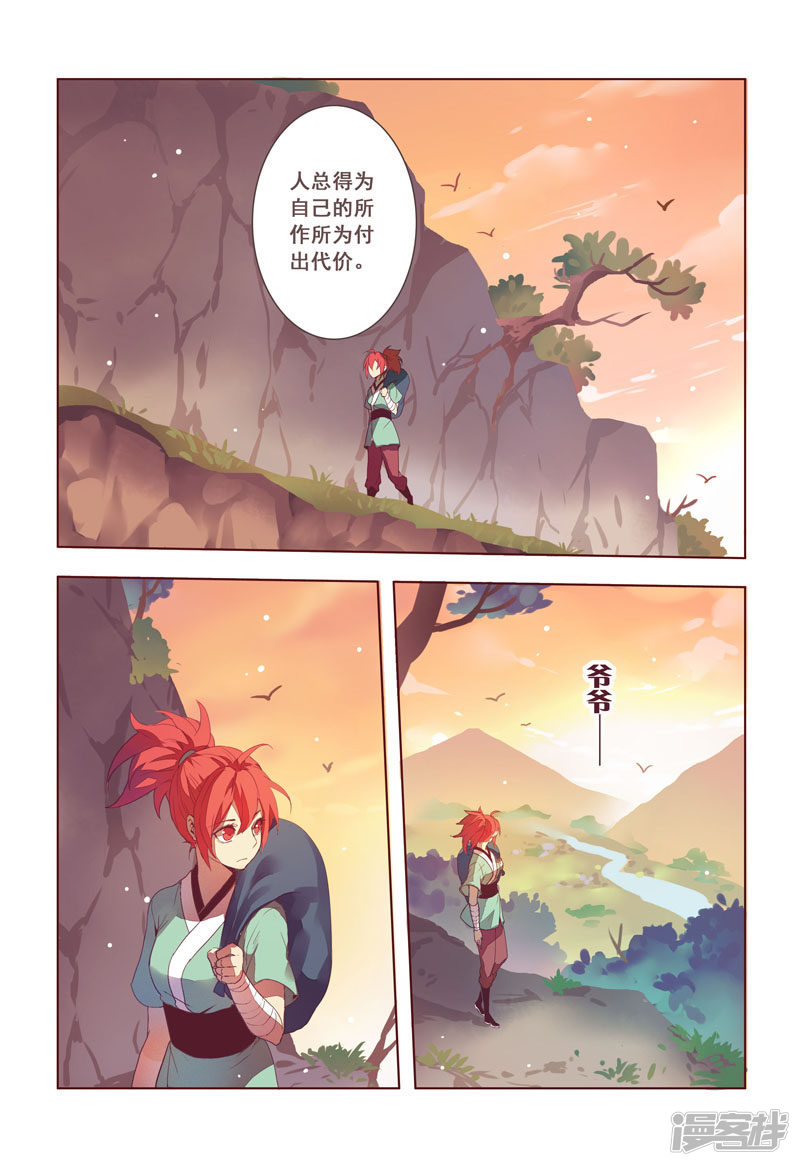 人总得为
自己的所
作所为付
出代价。
爷爷——
漫客栈